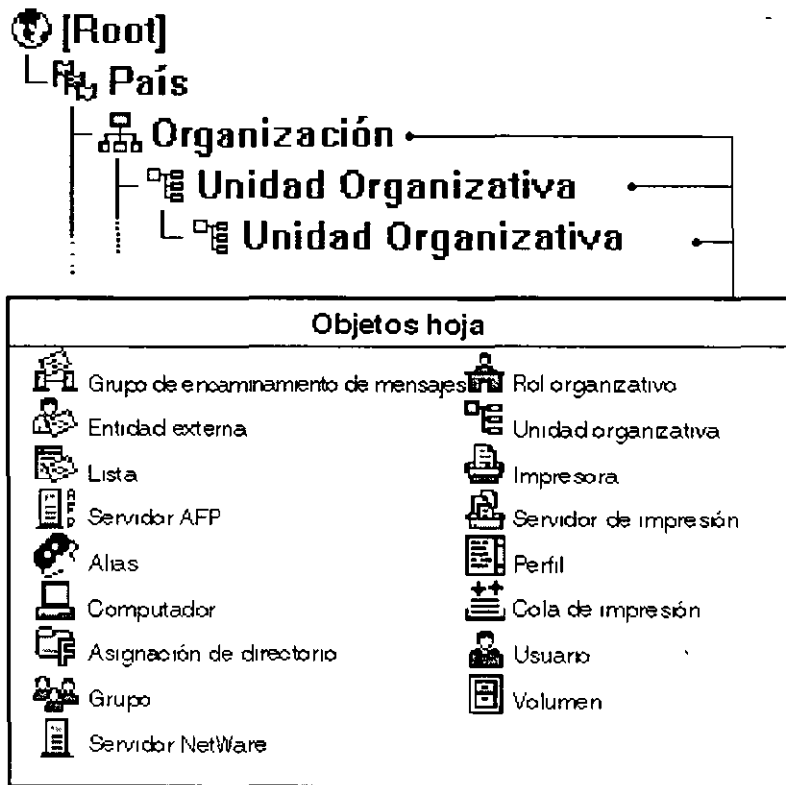 [Root]
País
Organización
Unidad Organizativa
Unidad Organizativa
Objetos hoja
Grupo de encaminamiento de mensajes
Entidad externa
Lista
Servidor AFP
Alias
Computador
Asignación de directorio
Grupo
Servidor NetWare
Rol organizativo
Unidad organizativa
Impresora
Servidor de impresión
Perfil
Cola de impresión
Usuario
Volumen